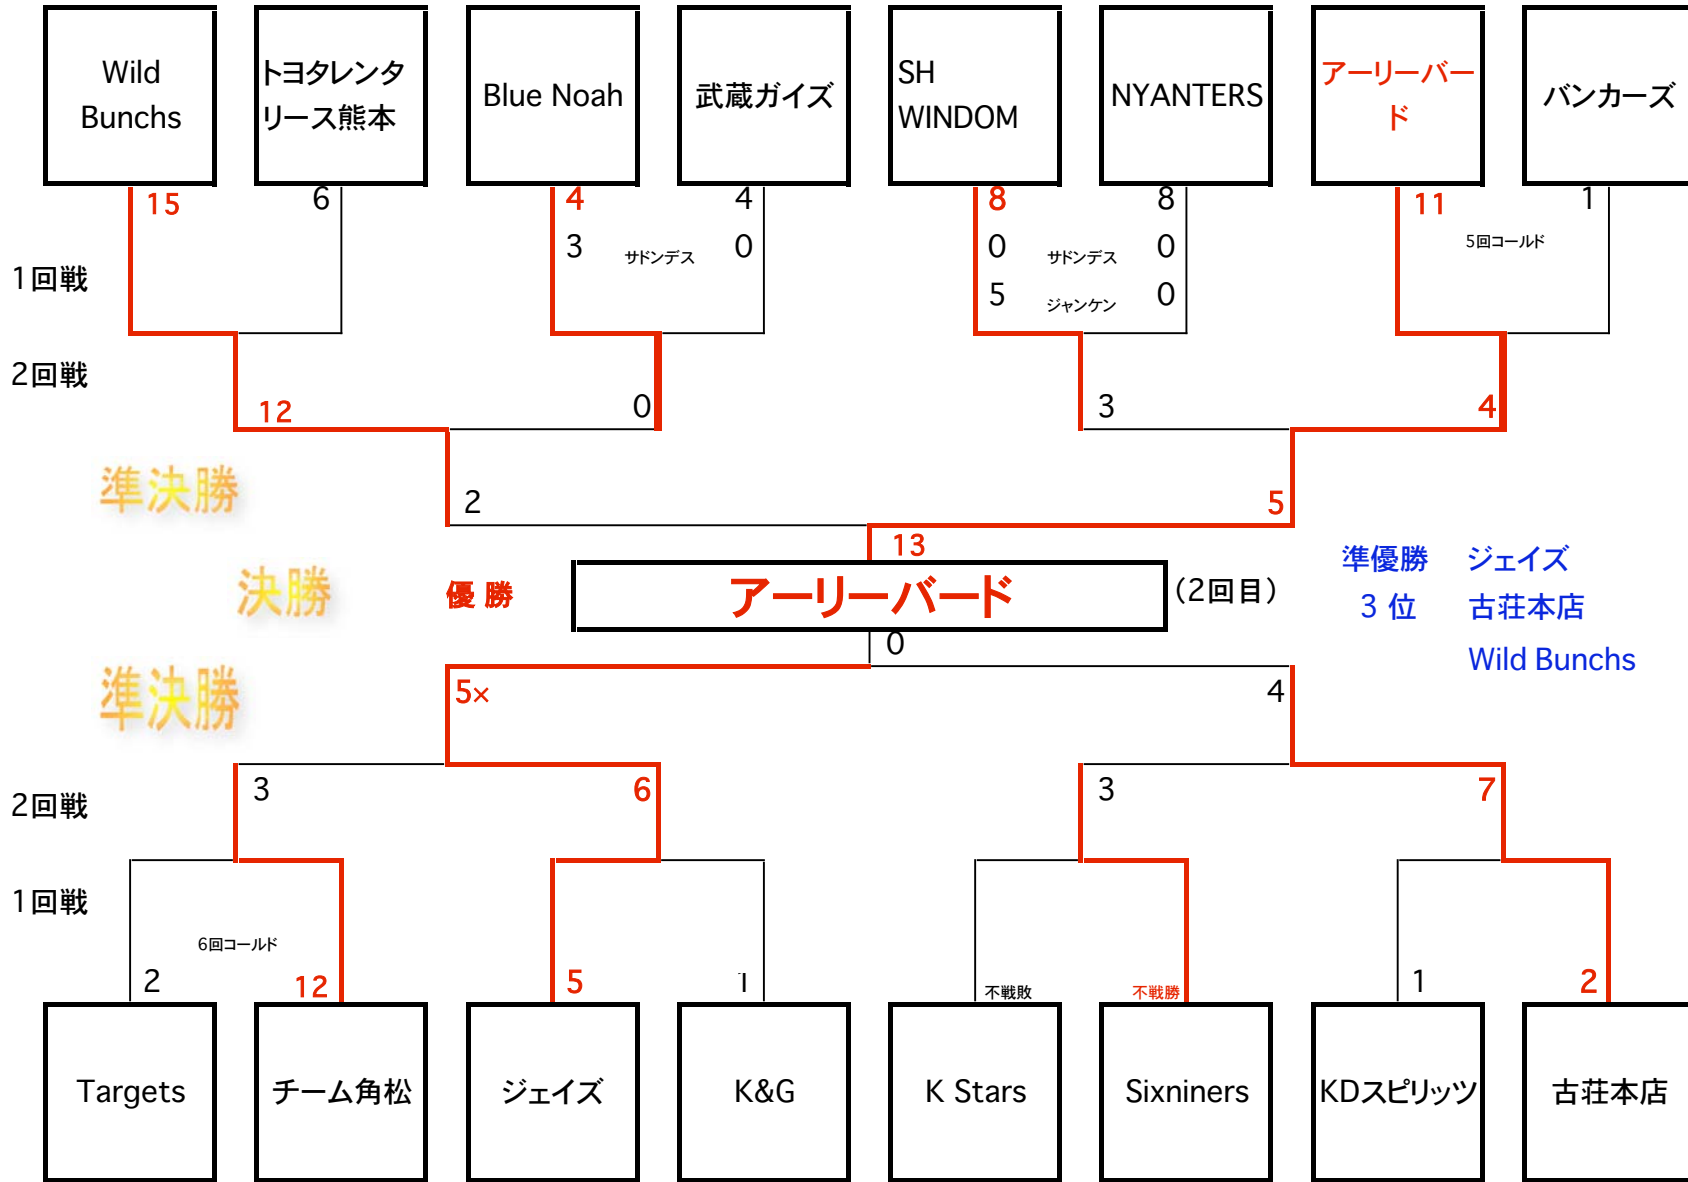 Wild
Bunchs
トヨタレンタ
リース熊本
Blue Noah
武蔵ガイズ
SH
WINDOM
NYANTERS
アーリーバー
ド
バンカーズ
15
6
4
4
8
8
11
1
3
サドンデス
0
0
サドンデス
0
5回コールド
1回戦
5
ジャンケン
0
2回戦
12
0
3
4
準決勝
2
5
13
準優勝 ジェイズ
決勝
優 勝
アーリーバード
(2回目)
3 位 古荘本店
0
Wild Bunchs
準決勝
5×
4
2回戦
3
6
3
7
1回戦
6回コールド
2
12
5
1
不戦敗
不戦勝
1
2
Targets
チーム角松
ジェイズ
K&G
K Stars
Sixniners
KDスピリッツ
古荘本店